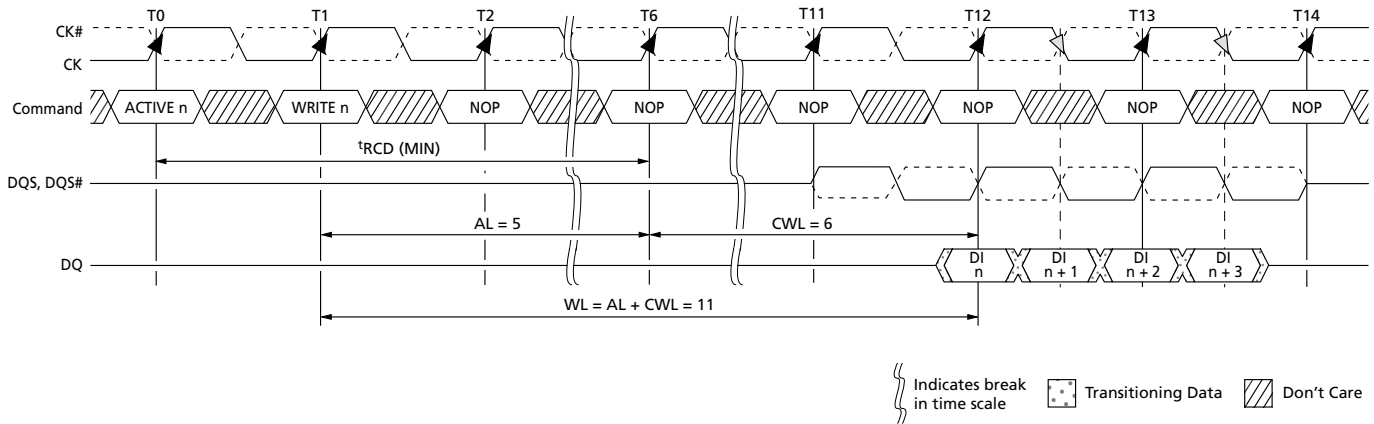 T0 T1 T2 T6 T11 T12 T13 T14
CK#
CK
Command ACTIVE n WRITE n NOP NOP NOP NOP NOP NOP
tRCD (MIN)
DQS, DQS#
AL = 5 CWL = 6
DQ DI n DI n + 1 DI n + 2 DI n + 3
WL = AL + CWL = 11
Indicates break
in time scale
Transitioning Data
Don't Care